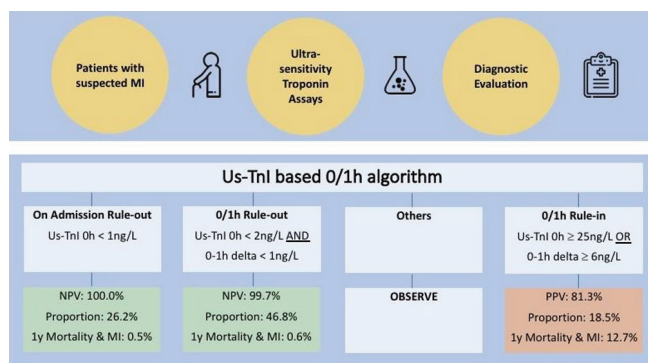 Patients with
suspected MI
Ultra-
sensitivity
Troponin
Assays
Diagnostic
Evaluation
Us-TnI based 0/1h algorithm
On Admission Rule-out
Us-TnI 0h < 1ng/L
0/1h Rule-out
Us-TnI 0h < 2ng/L AND
0-1h delta < 1ng/L
Others
0/1h Rule-in
Us-TnI 0h ≥ 25ng/L OR
0-1h delta ≥ 6ng/L
NPV: 100.0%
Proportion: 26.2%
1y Mortality & MI: 0.5%
NPV: 99.7%
Proportion: 46.8%
1y Mortality & MI: 0.6%
OBSERVE
PPV: 81.3%
Proportion: 18.5%
1y Mortality & MI: 12.7%